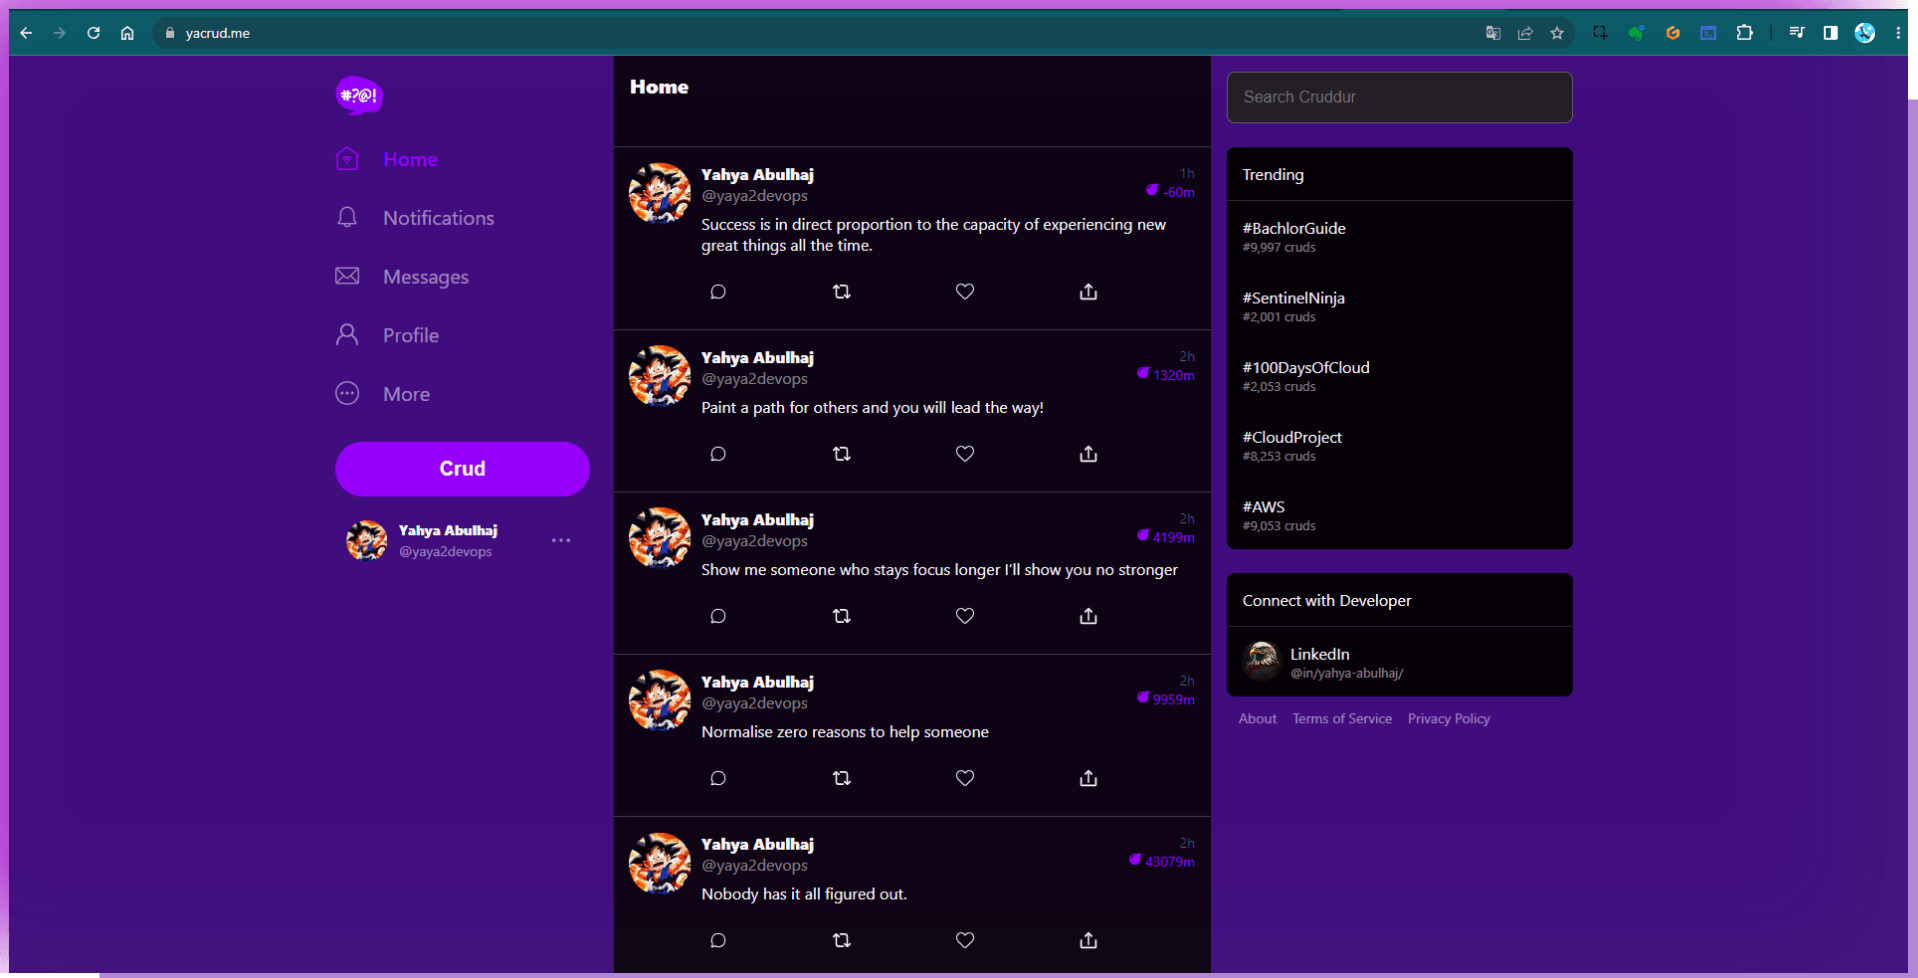 yacrud.me
#?@!
Home
Notifications
Messages
Profile
More
Crud
Yahya Abulhaj
@yaya2devops
Home
Yahya Abulhaj
1h
@yaya2devops
-60m
Success is in direct proportion to the capacity of experiencing new
great things all the time.
Yahya Abulhaj
2h
@yaya2devops
1320m
Paint a path for others and you will lead the way!
Yahya Abulhaj
2h
@yaya2devops
4199m
Show me someone who stays focus longer I'll show you no stronger
Yahya Abulhaj
2h
@yaya2devops
9959m
Normalise zero reasons to help someone
Yahya Abulhaj
2h
@yaya2devops
43079m
Nobody has it all figured out.
Search Cruddur
Trending
#BachlorGuide
#9,997 cruds
#SentinelNinja
#2,001 cruds
#100DaysOfCloud
#2,053 cruds
#CloudProject
#8,253 cruds
#AWS
#9,053 cruds
Connect with Developer
LinkedIn
@in/yahya-abulhaj/
About Terms of Service Privacy Policy